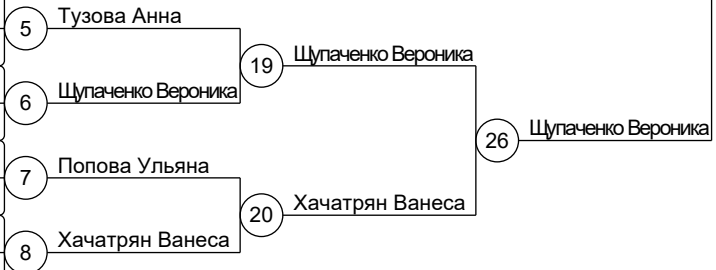 5 Тузова Анна
19 Щупаченко Вероника
6 Щупаченко Вероника
26 Щупаченко Вероника
7 Попова Ульяна
20 Хачатрян Ванеса
8 Хачатрян Ванеса